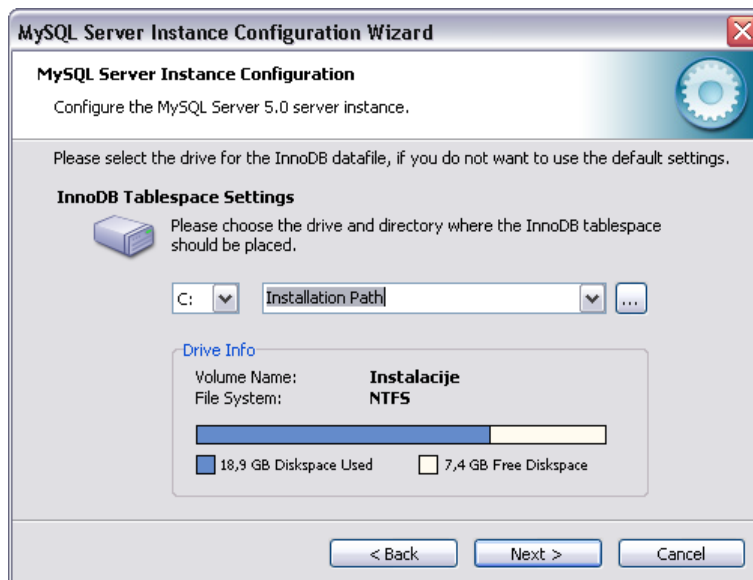 MySQL Server Instance Configuration Wizard
MySQL Server Instance Configuration
Configure the MySQL Server 5.0 server instance.
Please select the drive for the InnoDB datafile, if you do not want to use the default settings.
InnoDB Tablespace Settings
Please choose the drive and directory where the InnoDB tablespace
should be placed.
C: Installation Path ...
Drive Info
Volume Name: Instalacije
File System: NTFS
18,9 GB Diskspace Used 7,4 GB Free Diskspace
< Back Next > Cancel